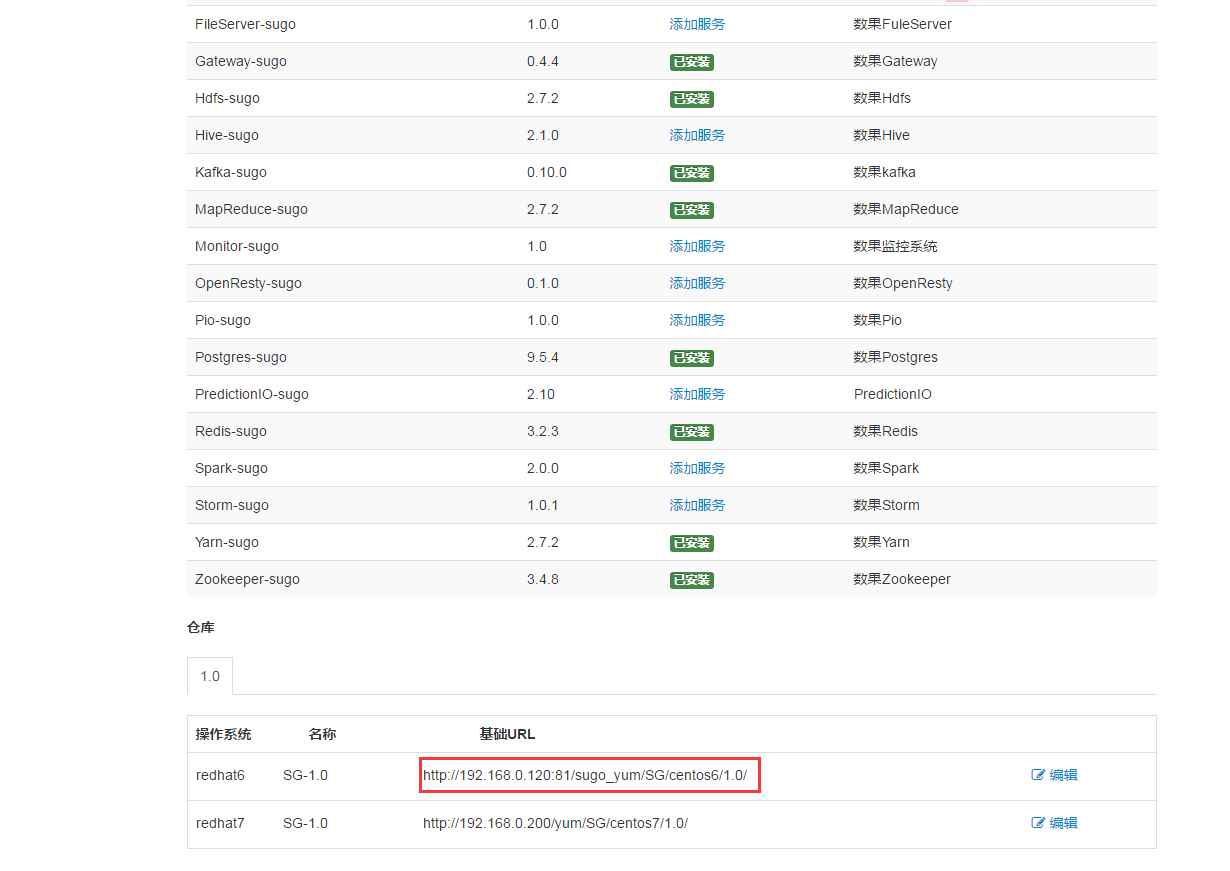 FileServer-sugo 1.0.0 添加服务 数果FuleServer
Gateway-sugo 0.4.4 已安装 数果Gateway
Hdfs-sugo 2.7.2 已安装 数果Hdfs
Hive-sugo 2.1.0 添加服务 数果Hive
Kafka-sugo 0.10.0 已安装 数果kafka
MapReduce-sugo 2.7.2 已安装 数果MapReduce
Monitor-sugo 1.0 添加服务 数果监控系统
OpenResty-sugo 0.1.0 添加服务 数果OpenResty
Pio-sugo 1.0.0 添加服务 数果Pio
Postgres-sugo 9.5.4 已安装 数果Postgres
PredictionIO-sugo 2.10 添加服务 PredictionIO
Redis-sugo 3.2.3 已安装 数果Redis
Spark-sugo 2.0.0 添加服务 数果Spark
Storm-sugo 1.0.1 添加服务 数果Storm
Yarn-sugo 2.7.2 已安装 数果Yarn
Zookeeper-sugo 3.4.8 已安装 数果Zookeeper
仓库
1.0
操作系统 名称 基础URL
redhat6 SG-1.0 http://192.168.0.120:81/sugo_yum/SG/centos6/1.0/ 编辑
redhat7 SG-1.0 http://192.168.0.200/yum/SG/centos7/1.0/ 编辑